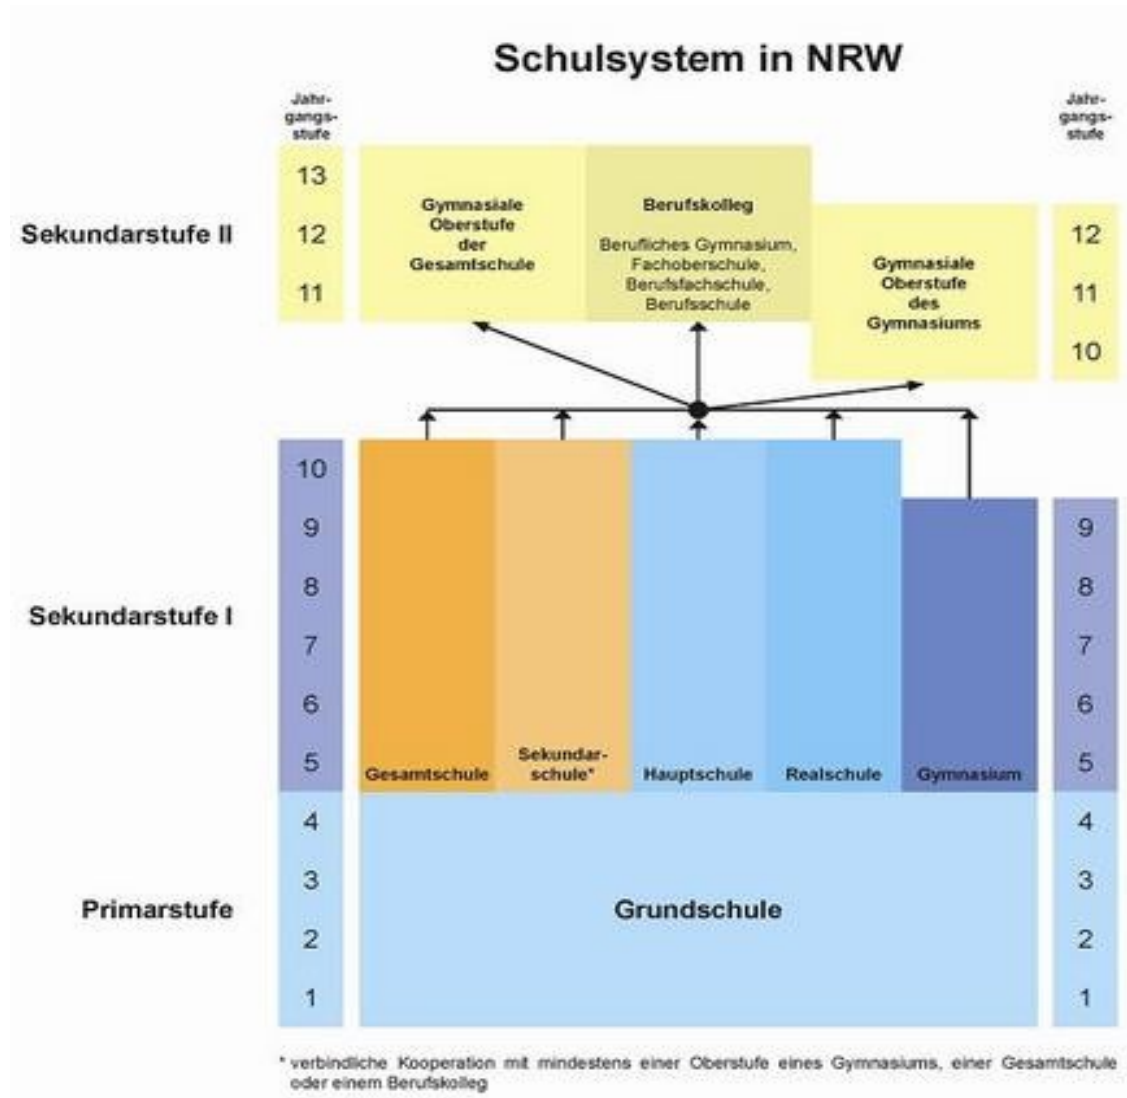 Schulsystem in NRW
Jahr-
gangs-
stufe
Jahr-
gangs-
stufe
Sekundarstufe II
13
12
11
Gymnasiale
Oberstufe
der
Gesamtschule
Berufskolleg
Berufliches Gymnasium,
Fachoberschule,
Berufsfachschule,
Berufsschule
Gymnasiale
Oberstufe
des
Gymnasiums
12
11
10
Sekundarstufe I
10
9
8
7
6
5
Gesamtschule
Sekundar-
schule*
Hauptschule
Realschule
Gymnasium
9
8
7
6
5
Primarstufe
4
3
2
1
Grundschule
4
3
2
1
* verbindliche Kooperation mit mindestens einer Oberstufe eines Gymnasiums, einer Gesamtschule
oder einem Berufskolleg